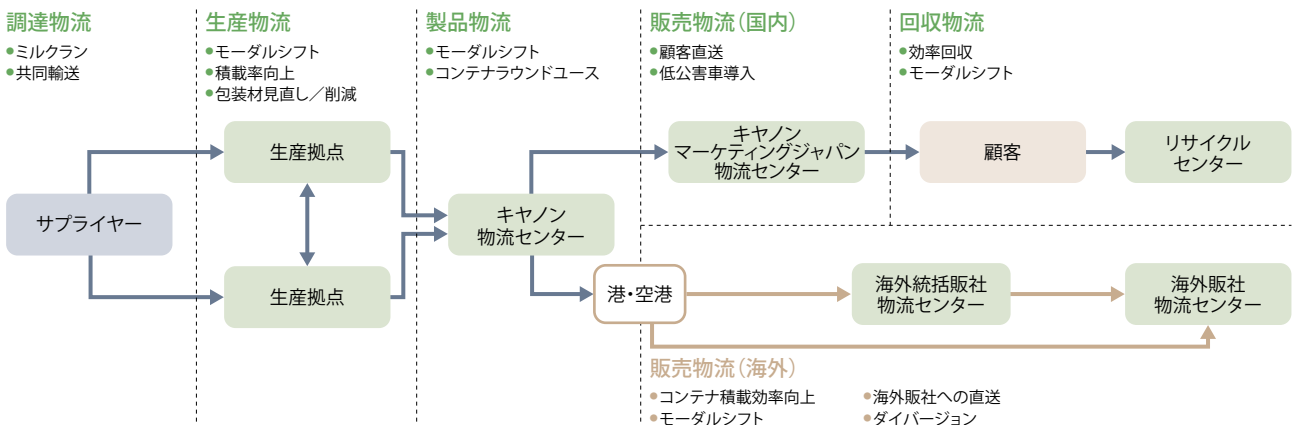 調達物流
●ミルクラン
●共同輸送
生産物流
●モーダルシフト
●積載率向上
●包装材見直し／削減
製品物流
●モーダルシフト
●コンテナラウンドユース
販売物流（国内）
●顧客直送
●低公害車導入
回収物流
●効率回収
●モーダルシフト
サプライヤー
生産拠点
生産拠点
キヤノン
物流センター
キヤノン
マーケティングジャパン
物流センター
顧客
リサイクル
センター
港・空港
海外統括販社
物流センター
海外販社
物流センター
販売物流（海外）
●コンテナ積載効率向上
●モーダルシフト
●海外販社への直送
●ダイバージョン